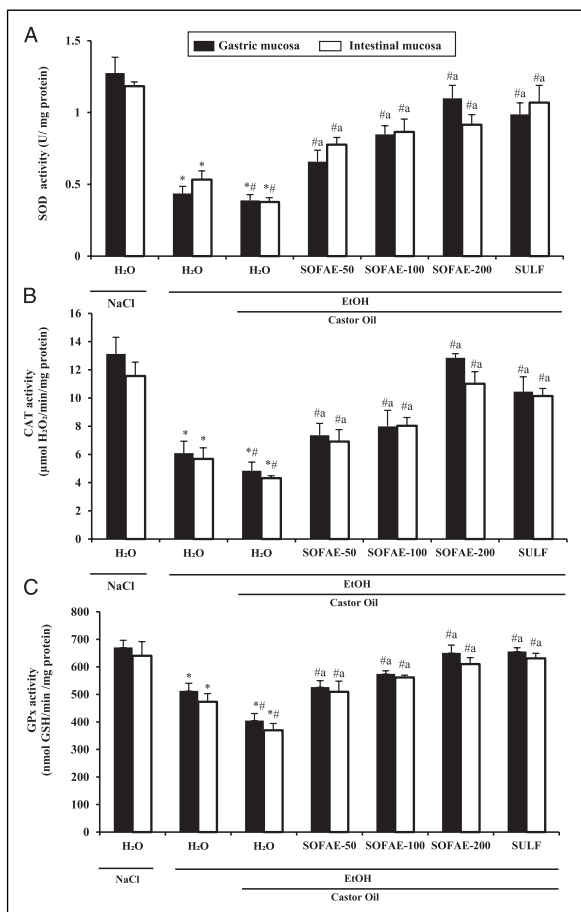 A
Gastric mucosa Intestinal mucosa
SOD activity (U/ mg protein)
1.5
1
0.5
0
* * *# *# #a #a #a #a #a #a #a #a
H₂O H₂O H₂O SOFAE-50 SOFAE-100 SOFAE-200 SULF
NaCl EtOH
Castor Oil
B
CAT activity
(µmol H₂O₂/min/mg protein)
16
14
12
10
8
6
4
2
0
* * *# *# #a #a #a #a #a #a #a #a
H₂O H₂O H₂O SOFAE-50 SOFAE-100 SOFAE-200 SULF
NaCl EtOH
Castor Oil
C
GPx activity
(nmol GSH/min /mg protein)
800
700
600
500
400
300
200
100
0
* * *# *# #a #a #a #a #a #a #a #a
H₂O H₂O H₂O SOFAE-50 SOFAE-100 SOFAE-200 SULF
NaCl EtOH
Castor Oil